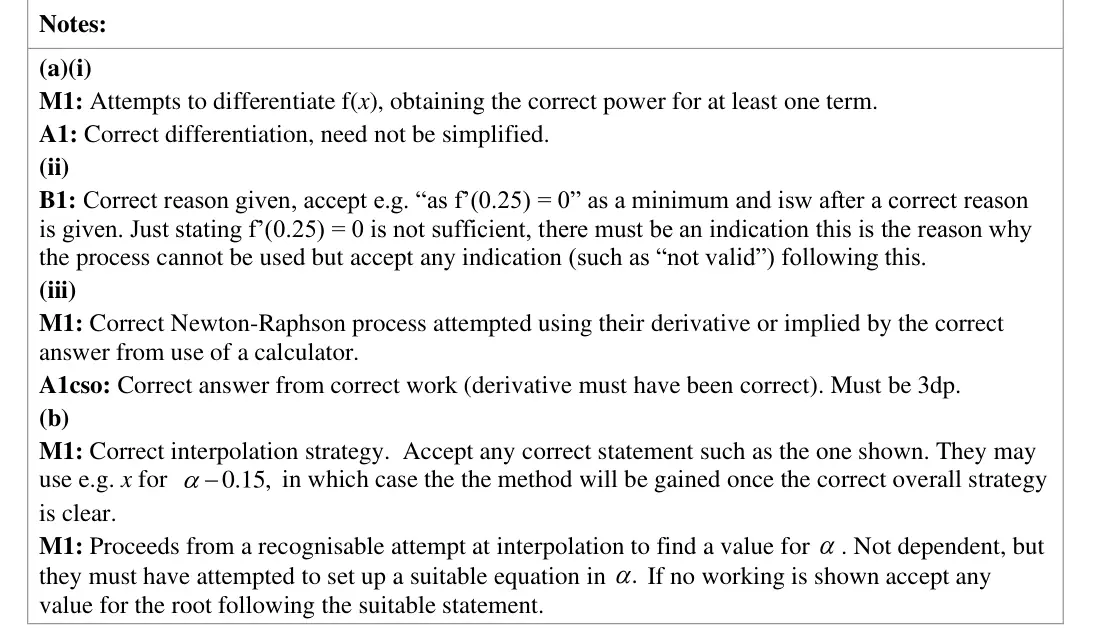 Notes:
(a)(i)
M1: Attempts to differentiate f(x), obtaining the correct power for at least one term.
A1: Correct differentiation, need not be simplified.
(ii)
B1: Correct reason given, accept e.g. “as f’(0.25) = 0” as a minimum and isw after a correct reason
is given. Just stating f’(0.25) = 0 is not sufficient, there must be an indication this is the reason why
the process cannot be used but accept any indication (such as “not valid”) following this.
(iii)
M1: Correct Newton-Raphson process attempted using their derivative or implied by the correct
answer from use of a calculator.
A1cso: Correct answer from correct work (derivative must have been correct). Must be 3dp.
(b)
M1: Correct interpolation strategy.  Accept any correct statement such as the one shown. They may
use e.g. x for α − 0.15, in which case the the method will be gained once the correct overall strategy
is clear.
M1: Proceeds from a recognisable attempt at interpolation to find a value for α . Not dependent, but
they must have attempted to set up a suitable equation in α. If no working is shown accept any
value for the root following the suitable statement.